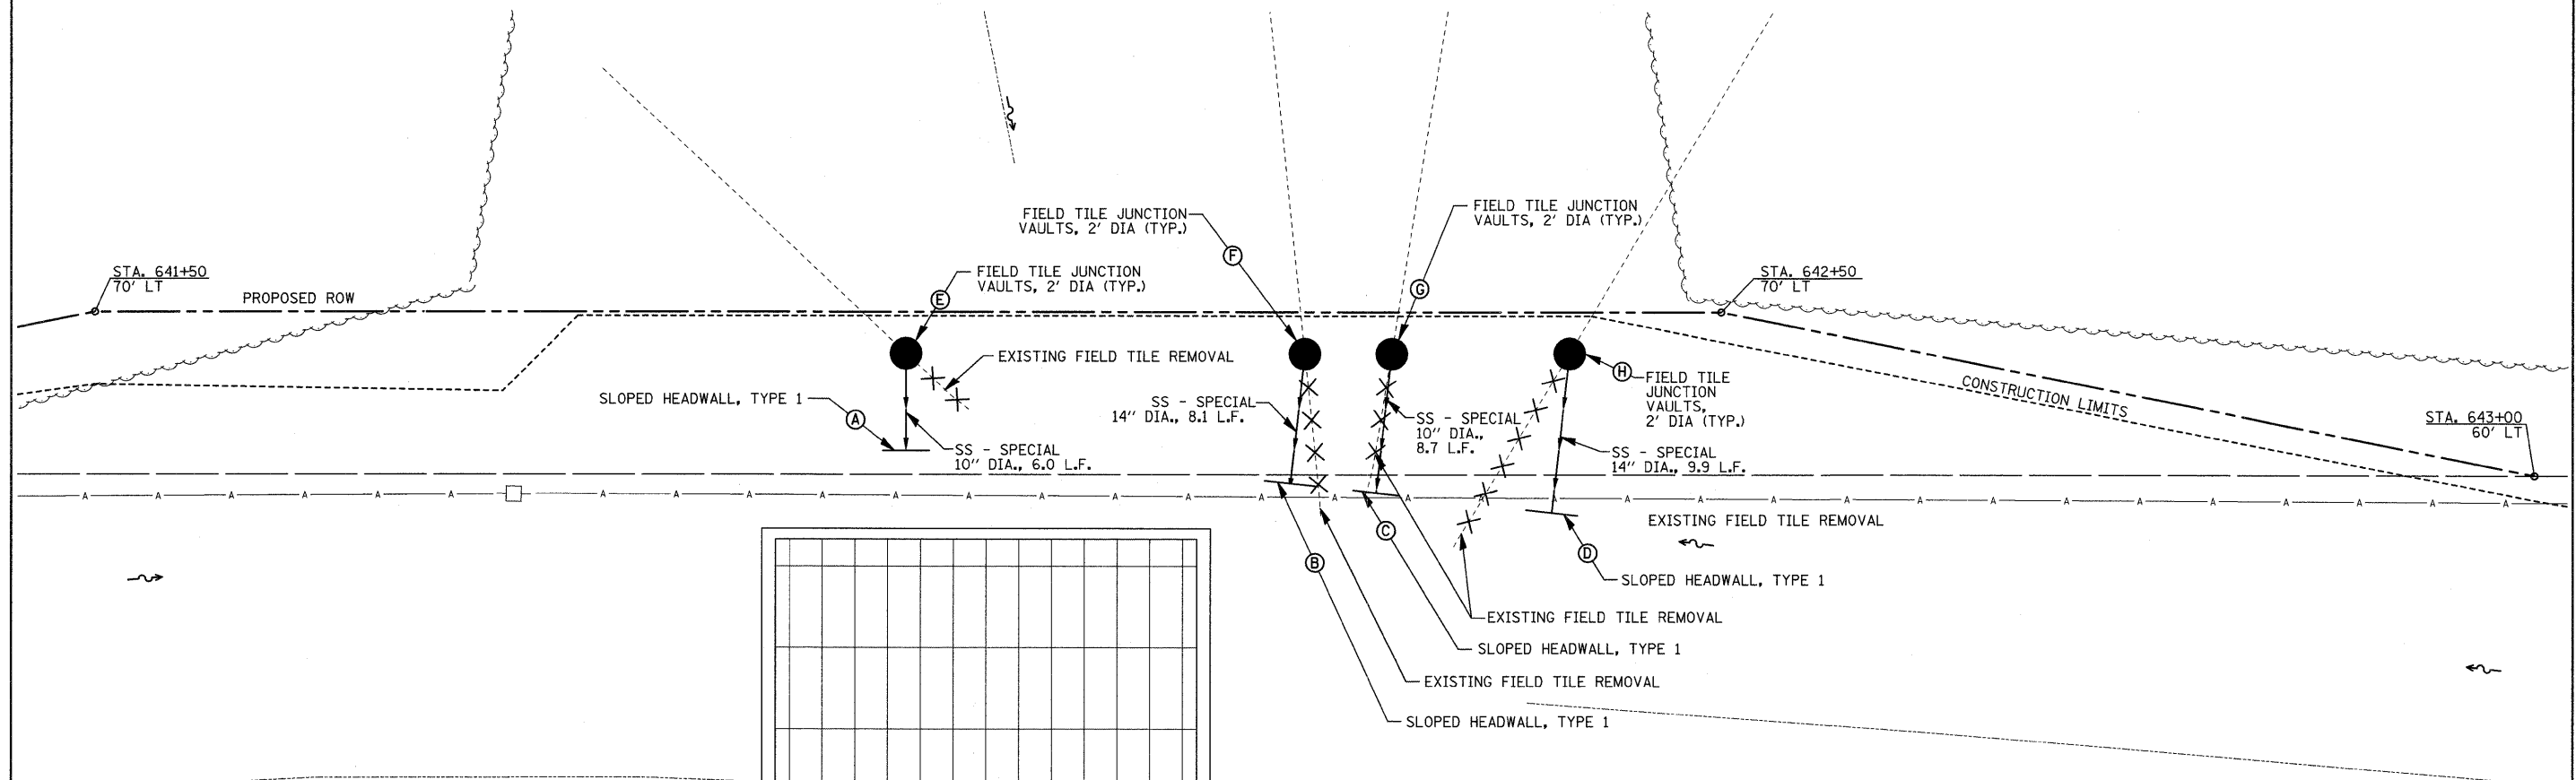 FIELD TILE JUNCTION
VAULTS, 2' DIA (TYP.)
FIELD TILE JUNCTION
VAULTS, 2' DIA (TYP.)
F
STA. 641+50
70' LT
PROPOSED ROW
FIELD TILE JUNCTION
VAULTS, 2' DIA (TYP.)
E
G
STA. 642+50
70' LT
EXISTING FIELD TILE REMOVAL
SLOPED HEADWALL, TYPE 1
A
SS - SPECIAL
10" DIA., 6.0 L.F.
SS - SPECIAL
14" DIA., 8.1 L.F.
SS - SPECIAL
10" DIA.,
8.7 L.F.
H
FIELD TILE
JUNCTION
VAULTS,
2' DIA (TYP.)
SS - SPECIAL
14" DIA., 9.9 L.F.
CONSTRUCTION LIMITS
STA. 643+00
60' LT
A A A A A A A A A A A A A A A A A A A A A A A A A A A A A A A A A
EXISTING FIELD TILE REMOVAL
B
C
D
SLOPED HEADWALL, TYPE 1
EXISTING FIELD TILE REMOVAL
SLOPED HEADWALL, TYPE 1
EXISTING FIELD TILE REMOVAL
SLOPED HEADWALL, TYPE 1